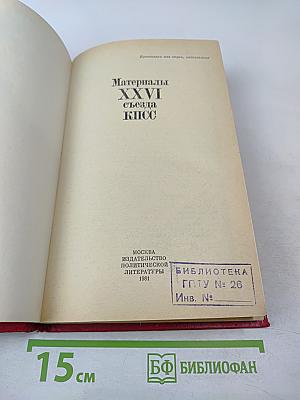 Пролетарии всех стран, соединяйтесь!
Материалы
XXVI
съезда
КПСС
МОСКВА
ИЗДАТЕЛЬСТВО
ПОЛИТИЧЕСКОЙ
ЛИТЕРАТУРЫ
1981
БИБЛИОТЕКА
ГПТУ № 26
Инв. №
15 см
БФ БИБЛИОФАН